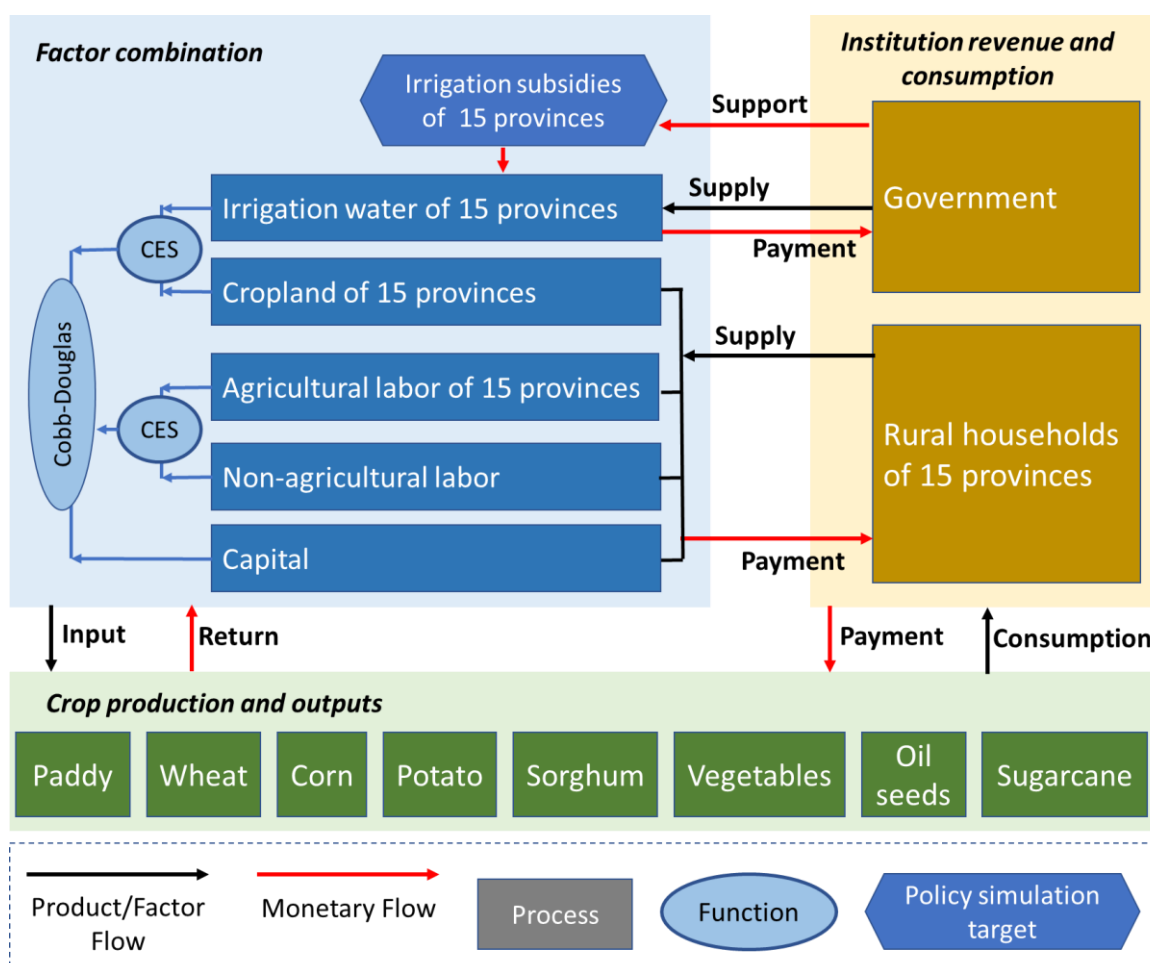 Factor combination
Irrigation subsidies
of 15 provinces
Institution revenue and
consumption
Support
Government
Supply
Irrigation water of 15 provinces
Payment
CES
Cropland of 15 provinces
Supply
Cobb-Douglas
Agricultural labor of 15 provinces
CES
Rural households
of 15 provinces
Non-agricultural labor
Capital
Payment
Input
Return
Payment
Consumption
Crop production and outputs
Paddy
Wheat
Corn
Potato
Sorghum
Vegetables
Oil
seeds
Sugarcane
Product/Factor
Flow
Monetary Flow
Process
Function
Policy simulation
target